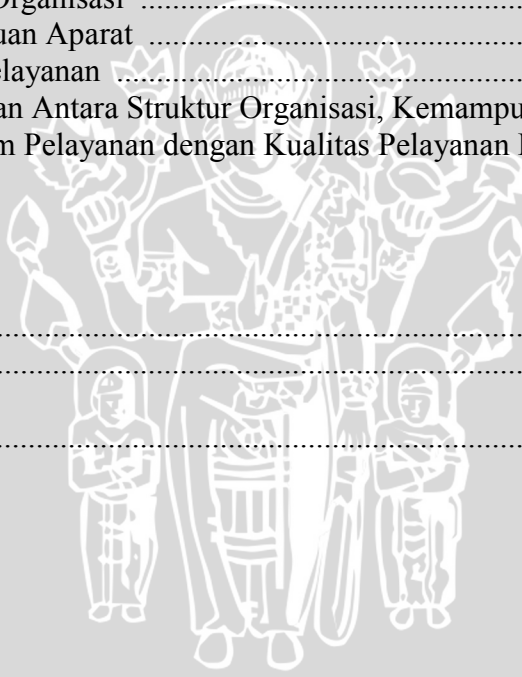 Organisasi ........................................................
uan Aparat .......................................................
elayanan ...........................................................
an Antara Struktur Organisasi, Kemampu
m Pelayanan dengan Kualitas Pelayanan
...........................................................................
...........................................................................
...........................................................................